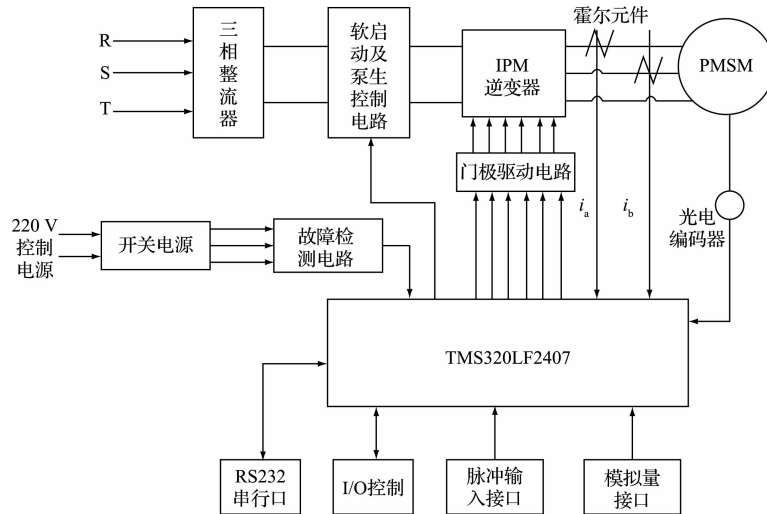 R
S
T
三
相
整
流
器
软启
动及
泵生
控制
电路
IPM
逆变器
霍尔元件
PMSM
门极驱动电路
ia
ib
光电
编码器
220 V
控制
电源
开关电源
故障检
测电路
TMS320LF2407
RS232
串行口
I/O控制
脉冲输
入接口
模拟量
接口